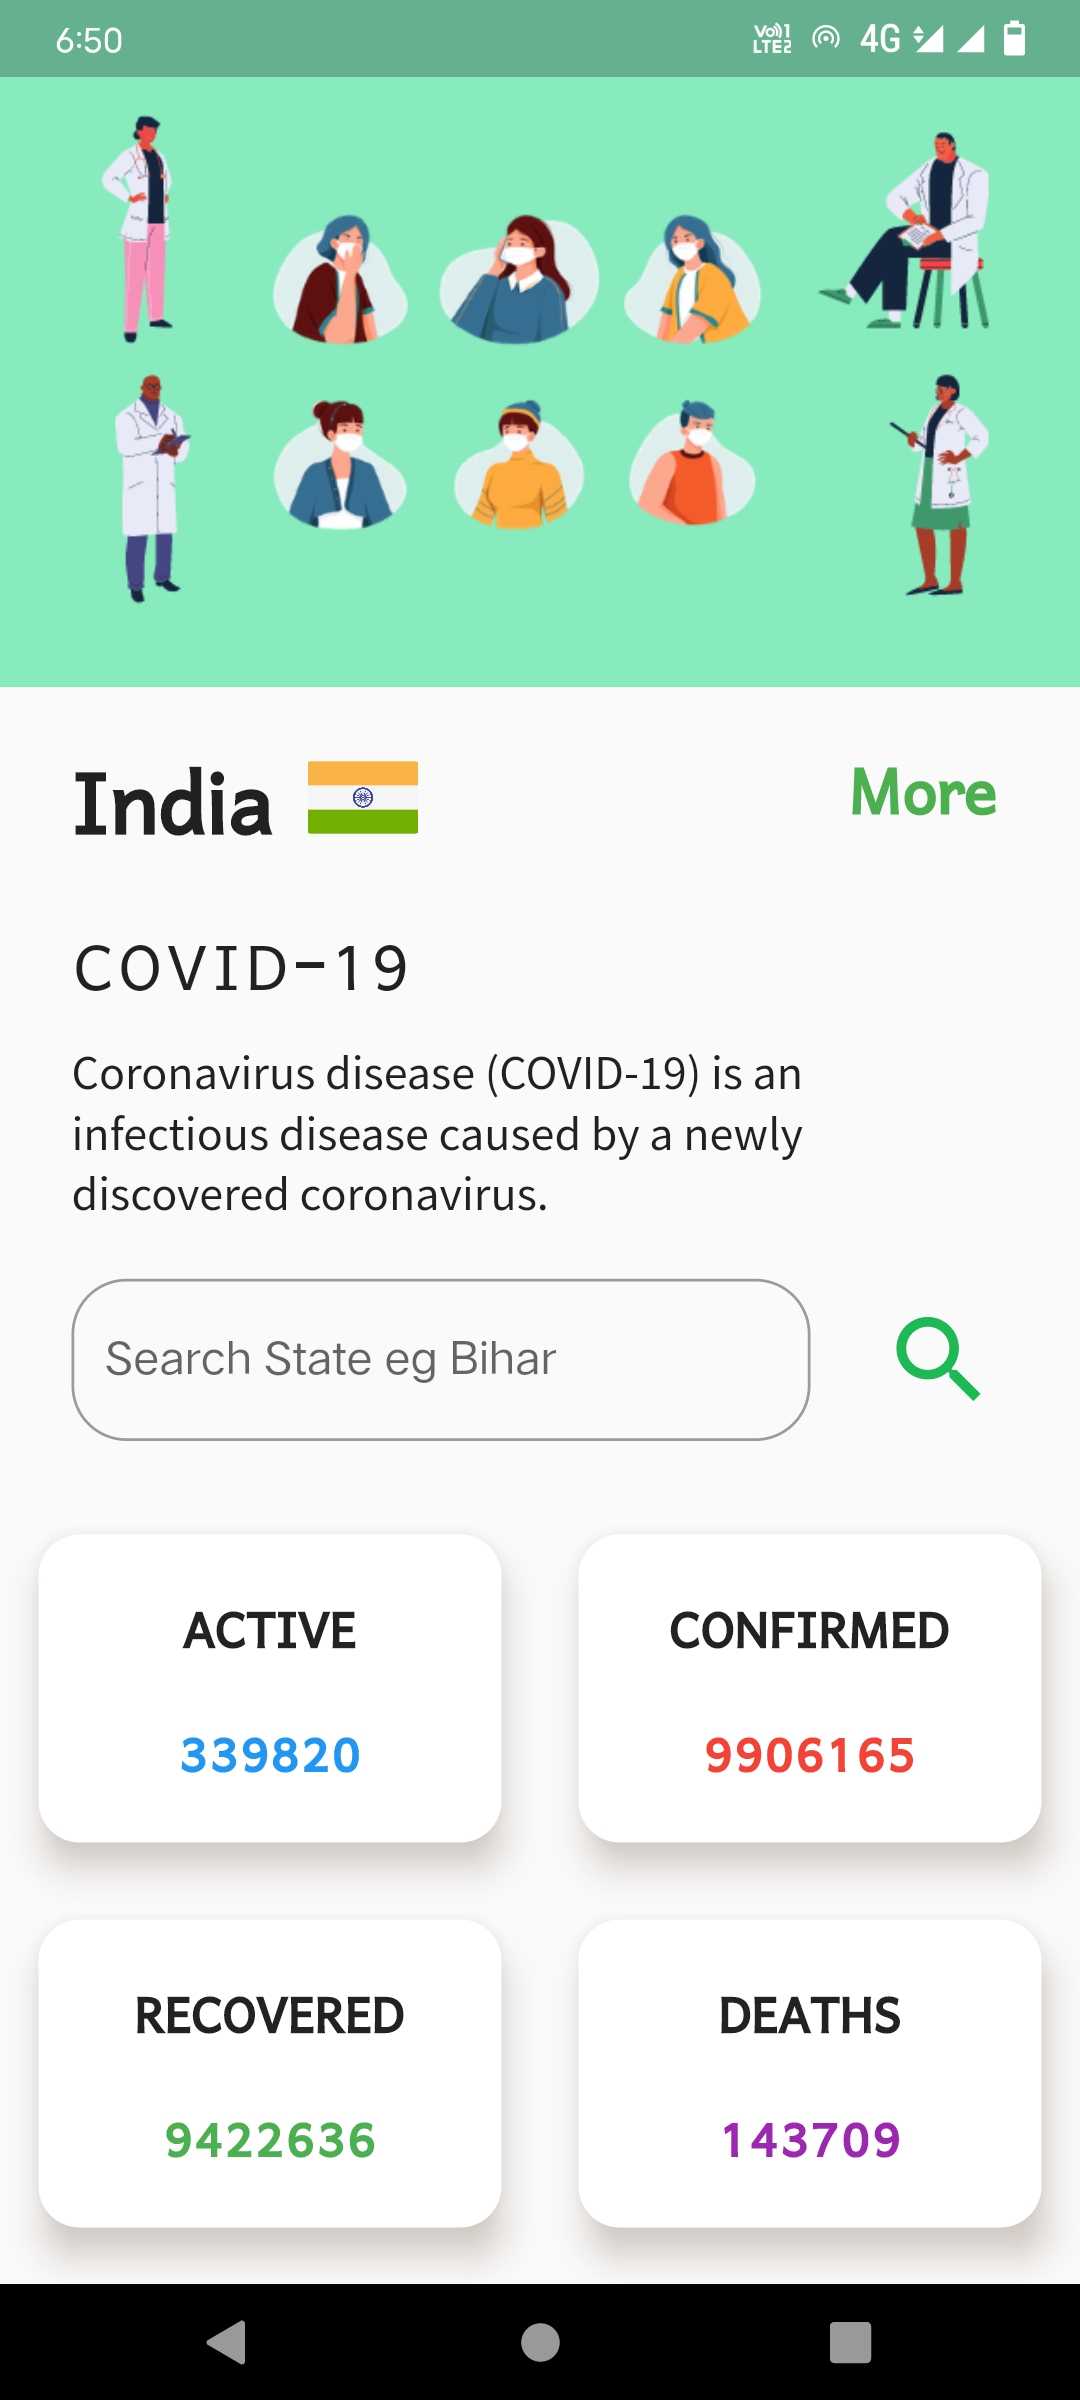 6:50
Vo))1
LTE2
4G
India
More
COVID-19
Coronavirus disease (COVID-19) is an
infectious disease caused by a newly
discovered coronavirus.
Search State eg Bihar
ACTIVE
CONFIRMED
339820
9906165
RECOVERED
DEATHS
9422636
143709